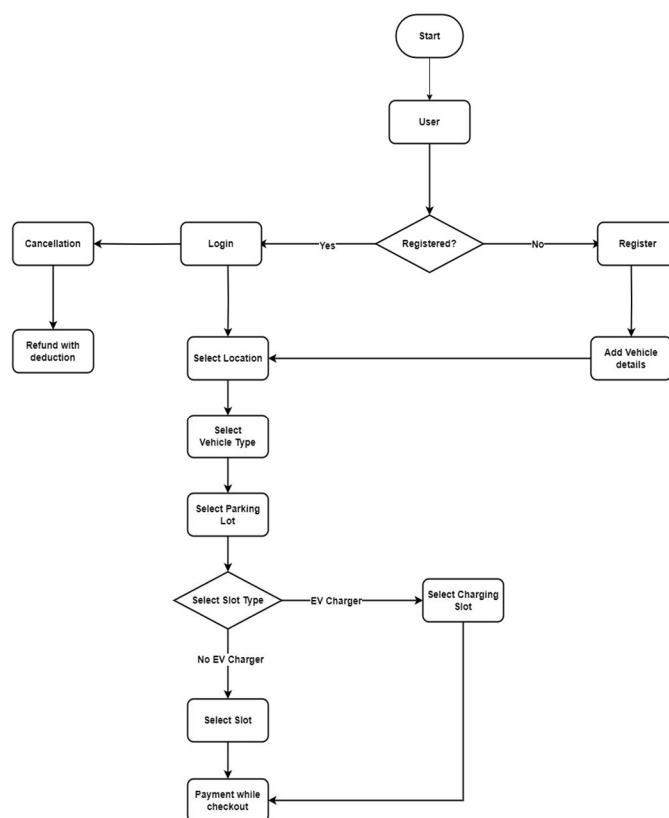 Start
User
Cancellation
Login
Yes
Registered?
No
Register
Refund with
deduction
Select Location
Add Vehicle
details
Select
Vehicle Type
Select Parking
Lot
Select Slot Type
EV Charger
Select Charging
Slot
No EV Charger
Select Slot
Payment while
checkout